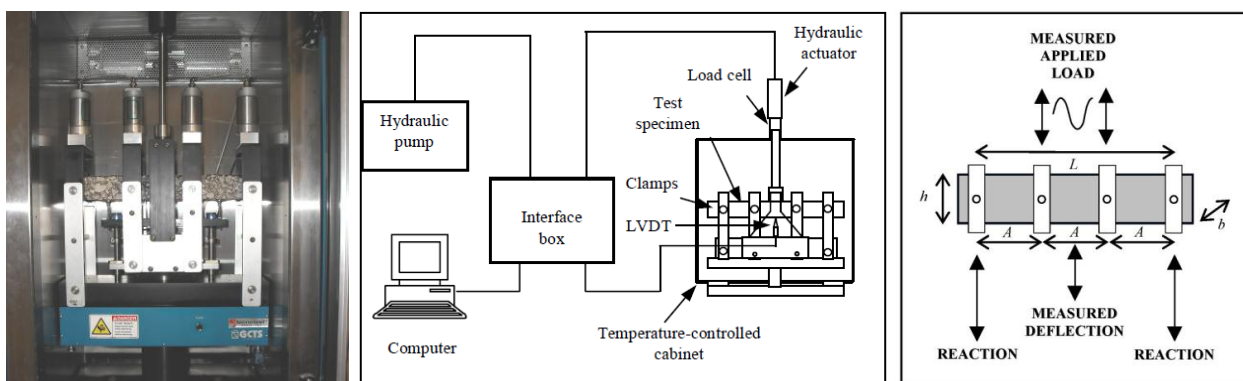 GCTS
Hydraulic
actuator
Load cell
Test
specimen
Hydraulic
pump
Clamps
LVDT
Interface
box
Computer
Temperature-controlled
cabinet
MEASURED
APPLIED
LOAD
L
h
b
A
A
A
MEASURED
DEFLECTION
REACTION
REACTION